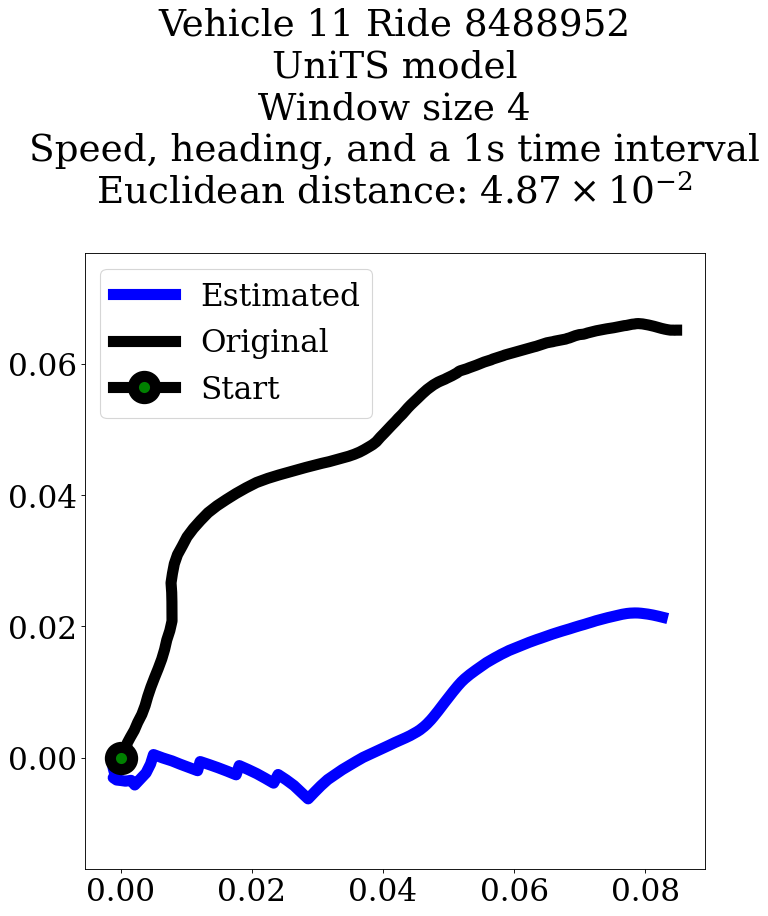 Vehicle 11 Ride 8488952
UniTS model
Window size 4
Speed, heading, and a 1s time interval
Euclidean distance: 4.87 × 10⁻²
Estimated
Original
Start
0.06
0.04
0.02
0.00
0.00 0.02 0.04 0.06 0.08